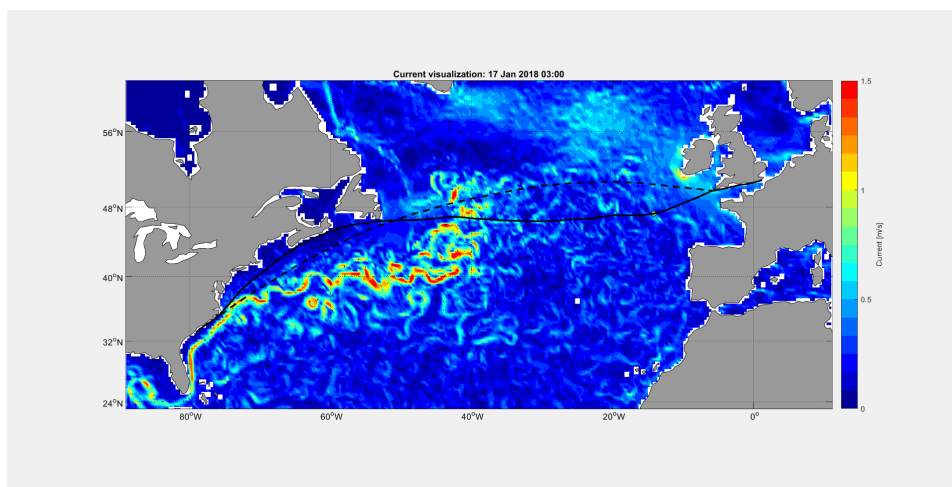 Current visualization: 17 Jan 2018 03:00
56°N
48°N
40°N
32°N
24°N
80°W
60°W
40°W
20°W
0°
1.5
1
0.5
0
Current [m/s]